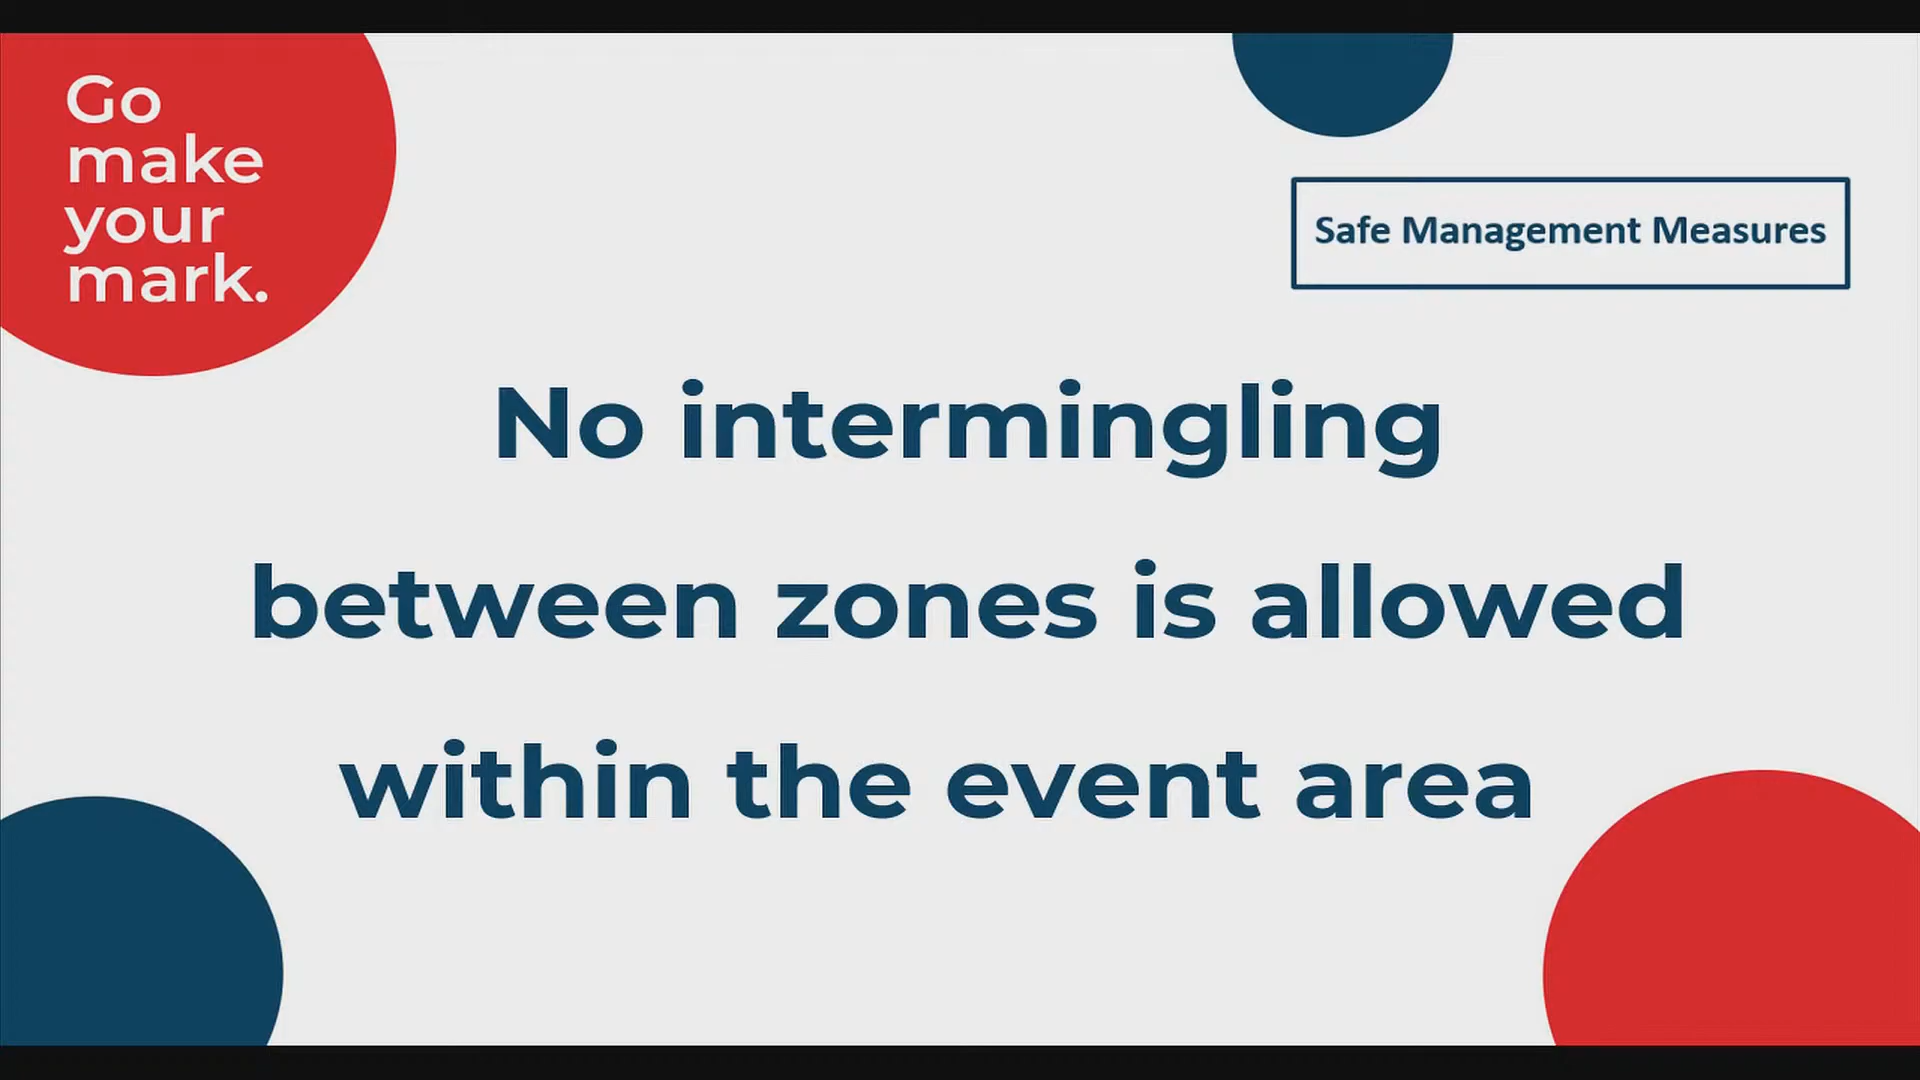 Go
make
your
mark.
Safe Management Measures
No intermingling
between zones is allowed
within the event area